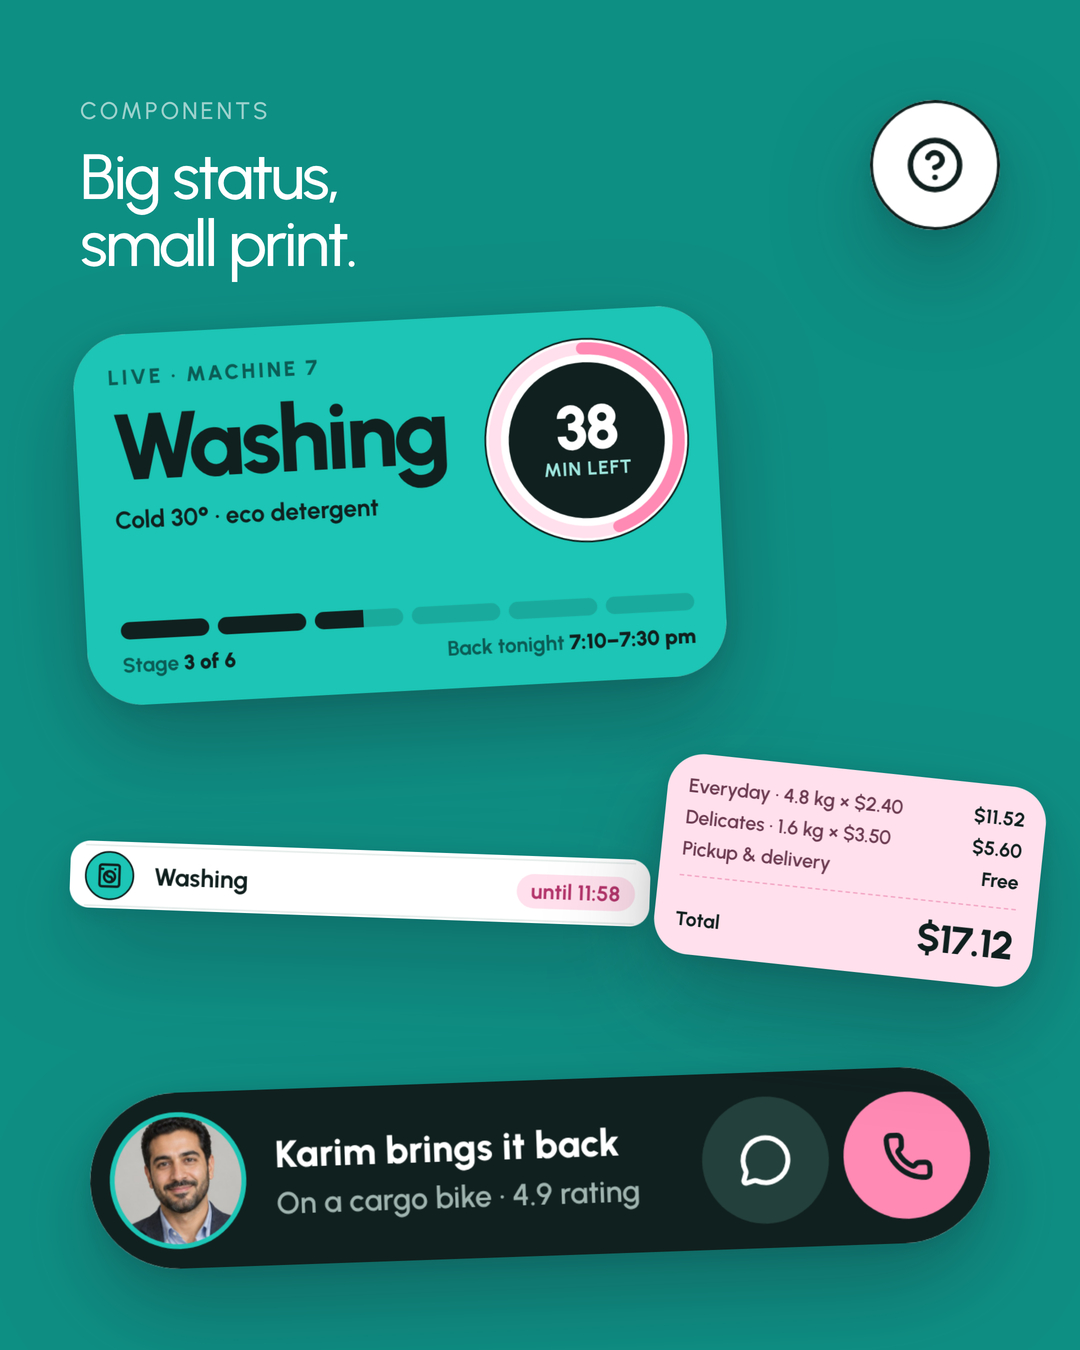 COMPONENTS
Big status,
small print.
LIVE · MACHINE 7
Washing
Cold 30° · eco detergent
38
MIN LEFT
Stage 3 of 6
Back tonight 7:10–7:30 pm
Everyday · 4.8 kg × $2.40 $11.52
Delicates · 1.6 kg × $3.50 $5.60
Pickup & delivery Free
Total $17.12
Washing until 11:58
Karim brings it back
On a cargo bike · 4.9 rating